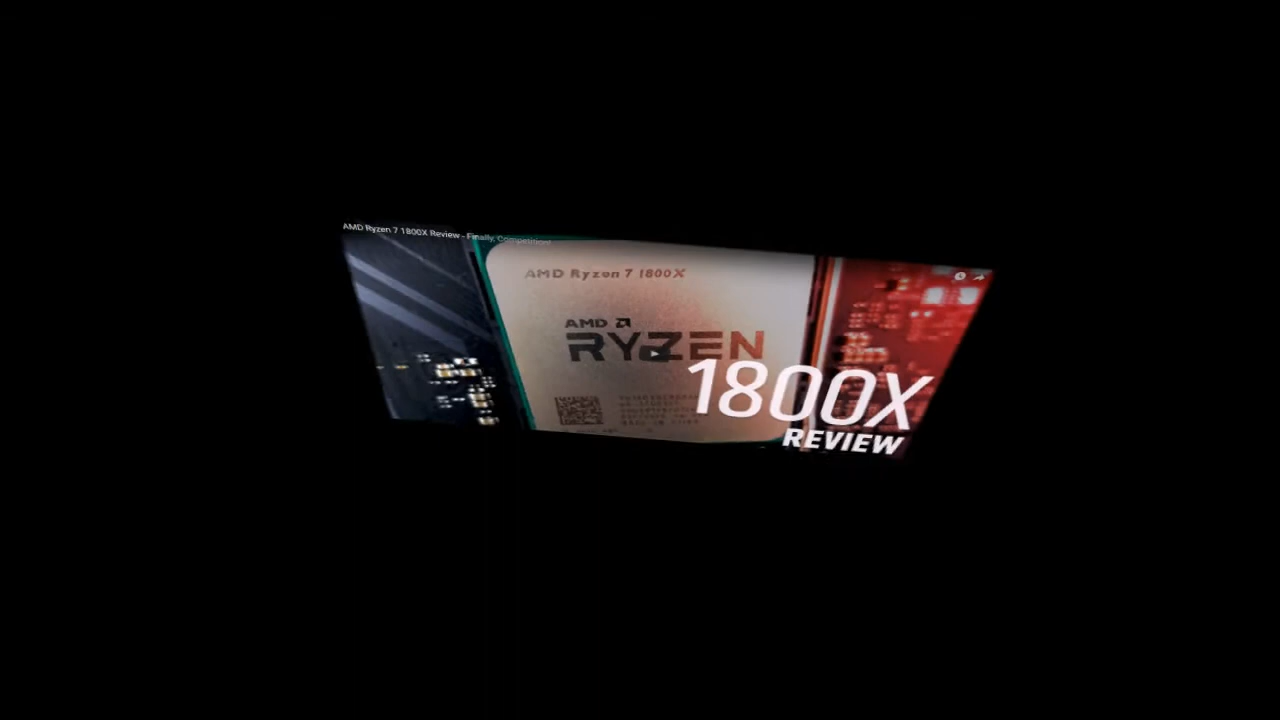 AMD Ryzen 7 1800X Review - Finally, Competition!
AMD Ryzen 7 1800X
AMD
RYZEN
1800X
REVIEW